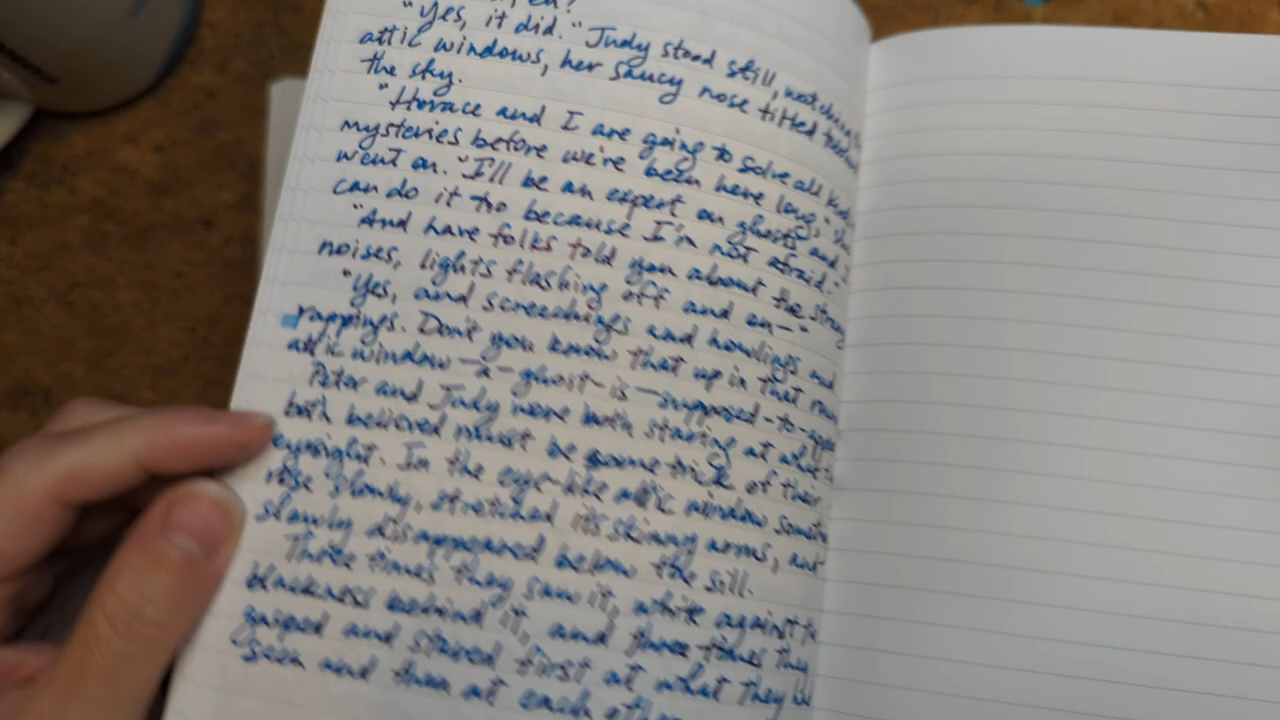 "Yes, it did." Judy stood still, watching
attic windows, her saucy nose tilted
the sky.
"Horace and I are going to solve all
mysteries before we're been here long,"
went on. "I'll be an expert on ghosts and
can do it too because I'm not afraid."
"And have folks told you about the
noises, lights flashing off and on—"
"Yes, and screechings and howlings and
rappings. Don't you know that up in that
attic window—a—ghost—is—supposed—to—
Peter and Judy were both staring at what
both believed must be some trick of their
eyesight. In the eye-like attic window
rose slowly, stretched its skinny arms, and
slowly disappeared below the sill.
Three times they saw it, white against
blackness behind it, and three times they
gasped and stared first at what they
seen and then at each